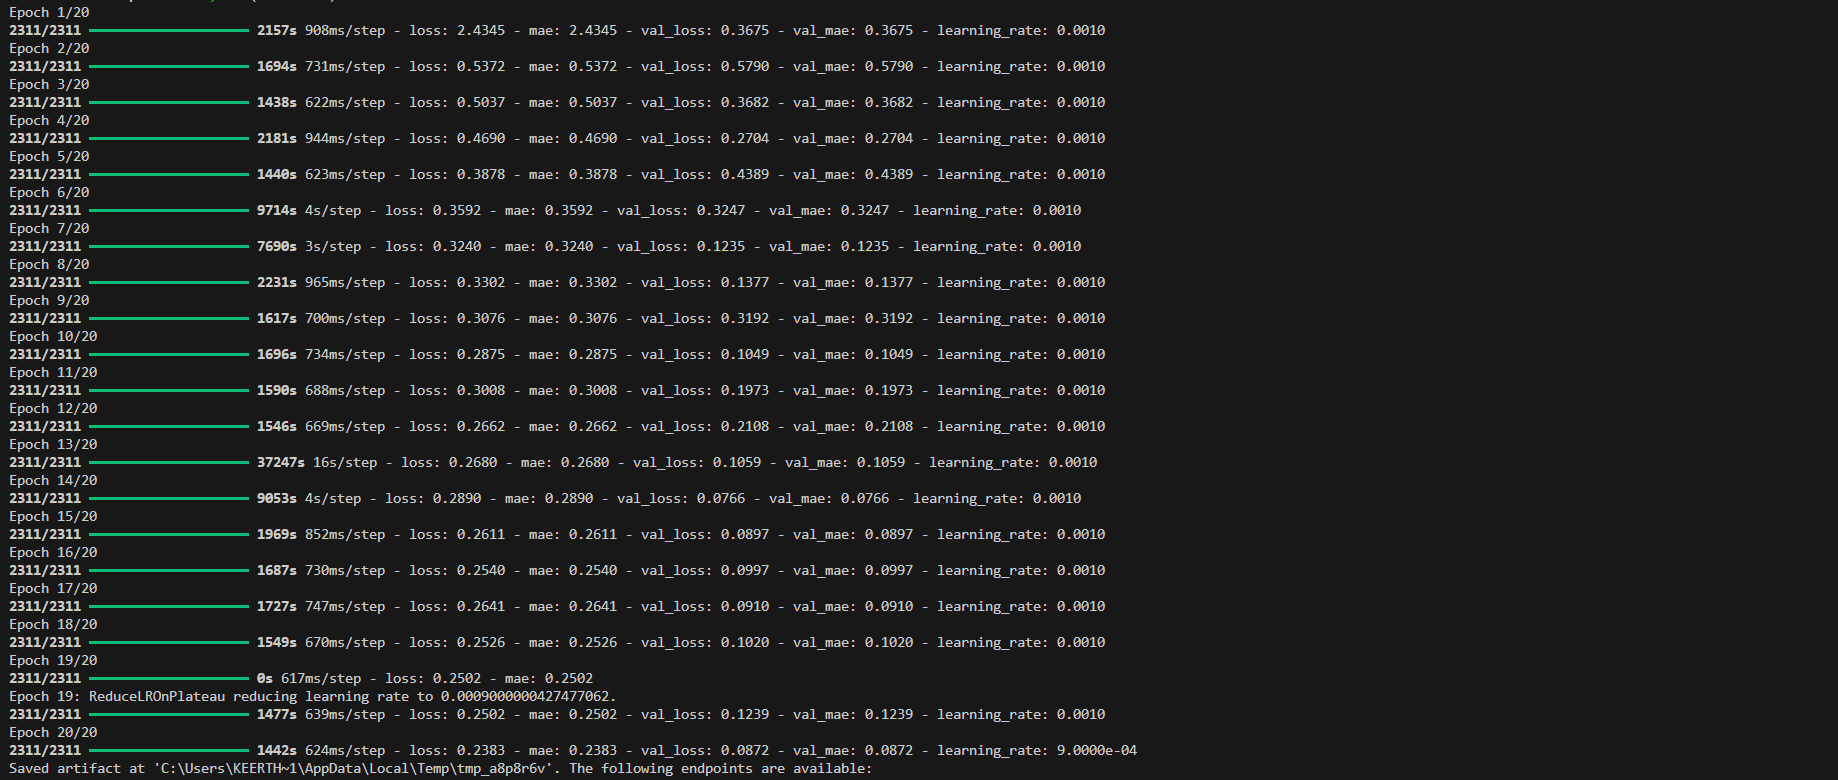 Epoch 1/20
2311/2311 ━━━━━━━━━━━━━━━━━━━━ 2157s 908ms/step - loss: 2.4345 - mae: 2.4345 - val_loss: 0.3675 - val_mae: 0.3675 - learning_rate: 0.0010
Epoch 2/20
2311/2311 ━━━━━━━━━━━━━━━━━━━━ 1694s 731ms/step - loss: 0.5372 - mae: 0.5372 - val_loss: 0.5790 - val_mae: 0.5790 - learning_rate: 0.0010
Epoch 3/20
2311/2311 ━━━━━━━━━━━━━━━━━━━━ 1438s 622ms/step - loss: 0.5037 - mae: 0.5037 - val_loss: 0.3682 - val_mae: 0.3682 - learning_rate: 0.0010
Epoch 4/20
2311/2311 ━━━━━━━━━━━━━━━━━━━━ 2181s 944ms/step - loss: 0.4690 - mae: 0.4690 - val_loss: 0.2704 - val_mae: 0.2704 - learning_rate: 0.0010
Epoch 5/20
2311/2311 ━━━━━━━━━━━━━━━━━━━━ 1440s 623ms/step - loss: 0.3878 - mae: 0.3878 - val_loss: 0.4389 - val_mae: 0.4389 - learning_rate: 0.0010
Epoch 6/20
2311/2311 ━━━━━━━━━━━━━━━━━━━━ 9714s 4s/step - loss: 0.3592 - mae: 0.3592 - val_loss: 0.3247 - val_mae: 0.3247 - learning_rate: 0.0010
Epoch 7/20
2311/2311 ━━━━━━━━━━━━━━━━━━━━ 7690s 3s/step - loss: 0.3240 - mae: 0.3240 - val_loss: 0.1235 - val_mae: 0.1235 - learning_rate: 0.0010
Epoch 8/20
2311/2311 ━━━━━━━━━━━━━━━━━━━━ 2231s 965ms/step - loss: 0.3302 - mae: 0.3302 - val_loss: 0.1377 - val_mae: 0.1377 - learning_rate: 0.0010
Epoch 9/20
2311/2311 ━━━━━━━━━━━━━━━━━━━━ 1617s 700ms/step - loss: 0.3076 - mae: 0.3076 - val_loss: 0.3192 - val_mae: 0.3192 - learning_rate: 0.0010
Epoch 10/20
2311/2311 ━━━━━━━━━━━━━━━━━━━━ 1696s 734ms/step - loss: 0.2875 - mae: 0.2875 - val_loss: 0.1049 - val_mae: 0.1049 - learning_rate: 0.0010
Epoch 11/20
2311/2311 ━━━━━━━━━━━━━━━━━━━━ 1590s 688ms/step - loss: 0.3008 - mae: 0.3008 - val_loss: 0.1973 - val_mae: 0.1973 - learning_rate: 0.0010
Epoch 12/20
2311/2311 ━━━━━━━━━━━━━━━━━━━━ 1546s 669ms/step - loss: 0.2662 - mae: 0.2662 - val_loss: 0.2108 - val_mae: 0.2108 - learning_rate: 0.0010
Epoch 13/20
2311/2311 ━━━━━━━━━━━━━━━━━━━━ 37247s 16s/step - loss: 0.2680 - mae: 0.2680 - val_loss: 0.1059 - val_mae: 0.1059 - learning_rate: 0.0010
Epoch 14/20
2311/2311 ━━━━━━━━━━━━━━━━━━━━ 9053s 4s/step - loss: 0.2890 - mae: 0.2890 - val_loss: 0.0766 - val_mae: 0.0766 - learning_rate: 0.0010
Epoch 15/20
2311/2311 ━━━━━━━━━━━━━━━━━━━━ 1969s 852ms/step - loss: 0.2611 - mae: 0.2611 - val_loss: 0.0897 - val_mae: 0.0897 - learning_rate: 0.0010
Epoch 16/20
2311/2311 ━━━━━━━━━━━━━━━━━━━━ 1687s 730ms/step - loss: 0.2540 - mae: 0.2540 - val_loss: 0.0997 - val_mae: 0.0997 - learning_rate: 0.0010
Epoch 17/20
2311/2311 ━━━━━━━━━━━━━━━━━━━━ 1727s 747ms/step - loss: 0.2641 - mae: 0.2641 - val_loss: 0.0910 - val_mae: 0.0910 - learning_rate: 0.0010
Epoch 18/20
2311/2311 ━━━━━━━━━━━━━━━━━━━━ 1549s 670ms/step - loss: 0.2526 - mae: 0.2526 - val_loss: 0.1020 - val_mae: 0.1020 - learning_rate: 0.0010
Epoch 19/20
2311/2311 ━━━━━━━━━━━━━━━━━━━━ 0s 617ms/step - loss: 0.2502 - mae: 0.2502
Epoch 19: ReduceLROnPlateau reducing learning rate to 0.0009000000427477062.
2311/2311 ━━━━━━━━━━━━━━━━━━━━ 1477s 639ms/step - loss: 0.2502 - mae: 0.2502 - val_loss: 0.1239 - val_mae: 0.1239 - learning_rate: 0.0010
Epoch 20/20
2311/2311 ━━━━━━━━━━━━━━━━━━━━ 1442s 624ms/step - loss: 0.2383 - mae: 0.2383 - val_loss: 0.0872 - val_mae: 0.0872 - learning_rate: 9.0000e-04
Saved artifact at 'C:\Users\KEERTH~1\AppData\Local\Temp\tmp_a8p8r6v'. The following endpoints are available: